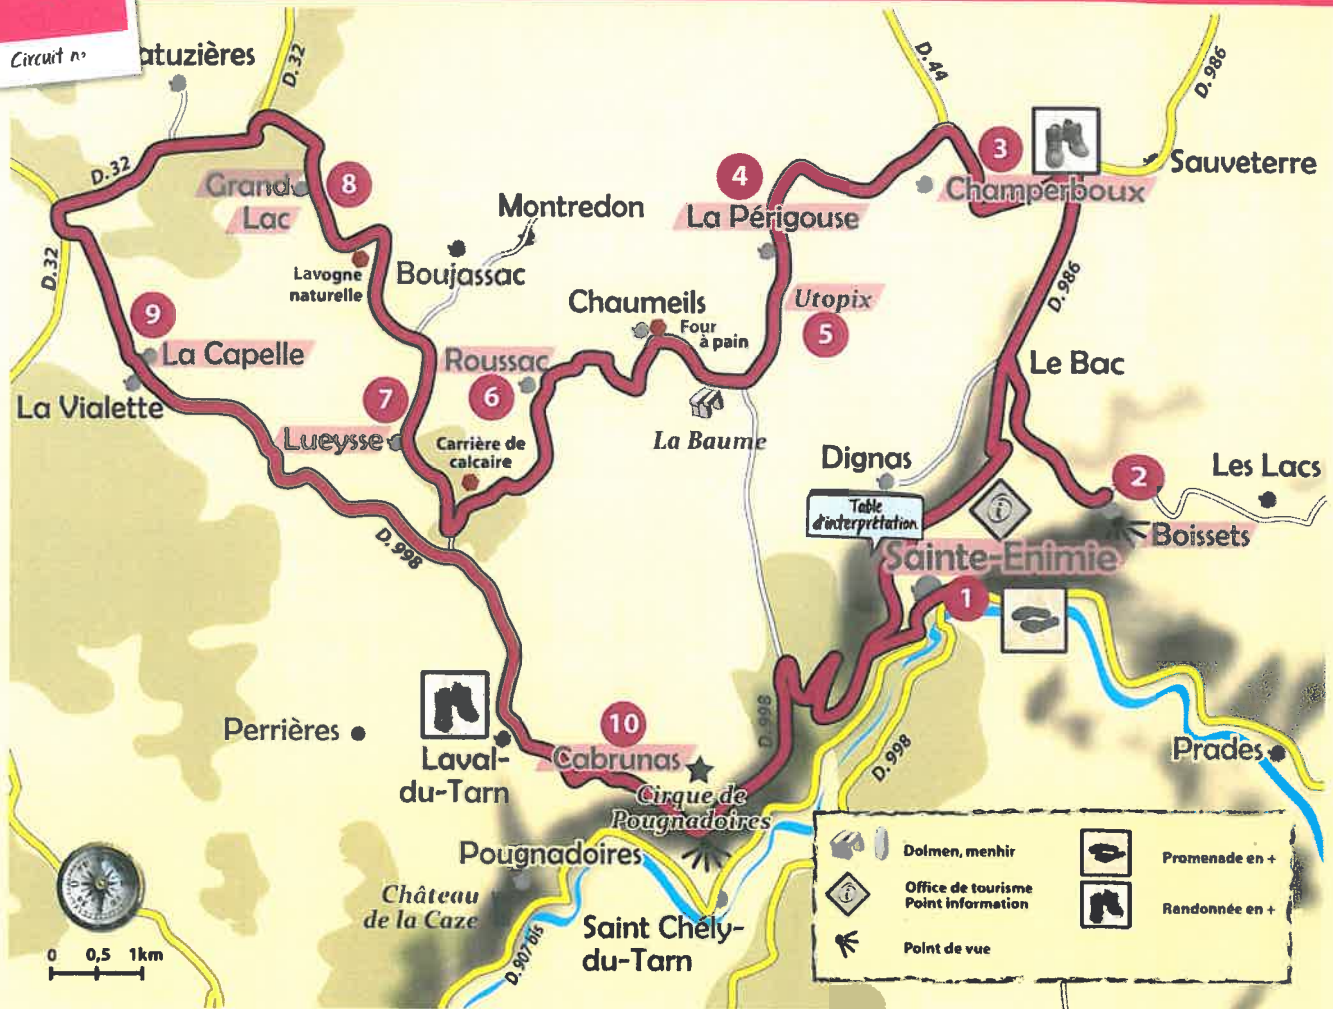 Circuit n°
atuzières
D. 32
D. 44
D. 986
3
Sauveterre
Champerboux
D. 32
Grand
Lac
8
4
La Périgouse
Montredon
Lavogne
naturelle
Boujassac
D. 32
Utopix
5
D. 986
Chaumeils
Four
à pain
9
La Capelle
Roussac
6
Le Bac
La Vialette
7
Lueysse
Carrière de
calcaire
La Baume
Dignas
2
Les Lacs
Boissets
Table
d'interprétation
Sainte-Enimie
1
D. 998
D. 998
D. 998
Perrières
Laval-
du-Tarn
10
Cabrunas
Cirque de
Pougnadoires
Prades
Pougnadoires
Château
de la Caze
Saint Chély-
du-Tarn
D. 907 bis
0 0,5 1km
Dolmen, menhir
Office de tourisme
Point information
Point de vue
Promenade en +
Randonnée en +